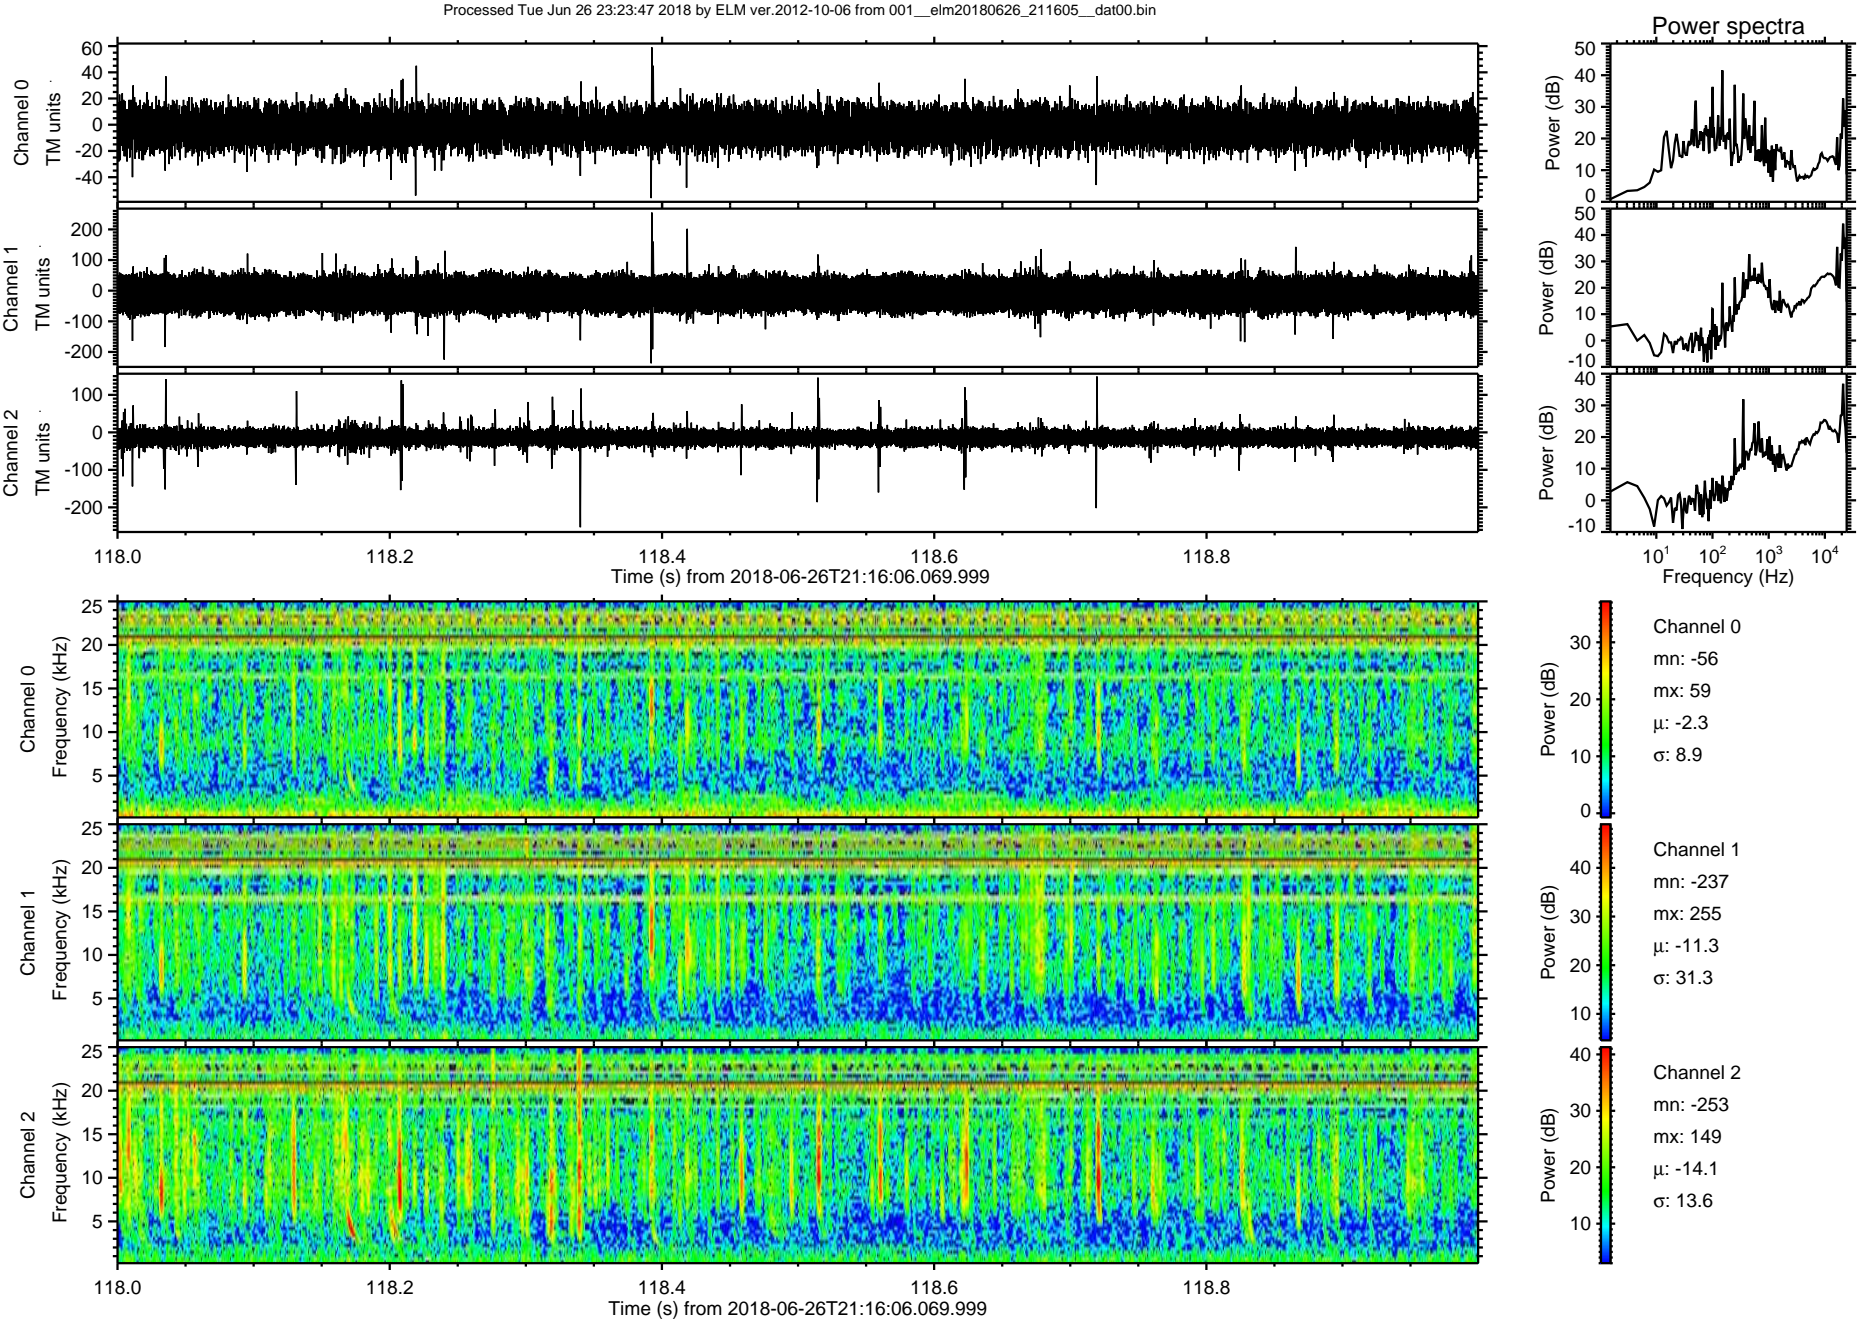 Processed Tue Jun 26 23:23:47 2018 by ELM ver.2012-10-06 from 001__elm20180626_211605__dat00.bin
Power spectra
Channel 0
TM units
60
40
20
0
-20
-40
Power (dB)
50
40
30
20
10
0
Channel 1
TM units
200
100
0
-100
-200
Power (dB)
50
40
30
20
10
0
-10
Channel 2
TM units
100
0
-100
-200
Power (dB)
40
30
20
10
0
-10
118.0 118.2 118.4 118.6 118.8
Time (s) from 2018-06-26T21:16:06.069.999
10¹ 10² 10³ 10⁴
Frequency (Hz)
Channel 0
Frequency (kHz)
25
20
15
10
5
Power (dB)
30
20
10
0
Channel 0
mn: -56
mx: 59
µ: -2.3
σ: 8.9
Channel 1
Frequency (kHz)
25
20
15
10
5
Power (dB)
40
30
20
10
Channel 1
mn: -237
mx: 255
µ: -11.3
σ: 31.3
Channel 2
Frequency (kHz)
25
20
15
10
5
Power (dB)
40
30
20
10
Channel 2
mn: -253
mx: 149
µ: -14.1
σ: 13.6
118.0 118.2 118.4 118.6 118.8
Time (s) from 2018-06-26T21:16:06.069.999